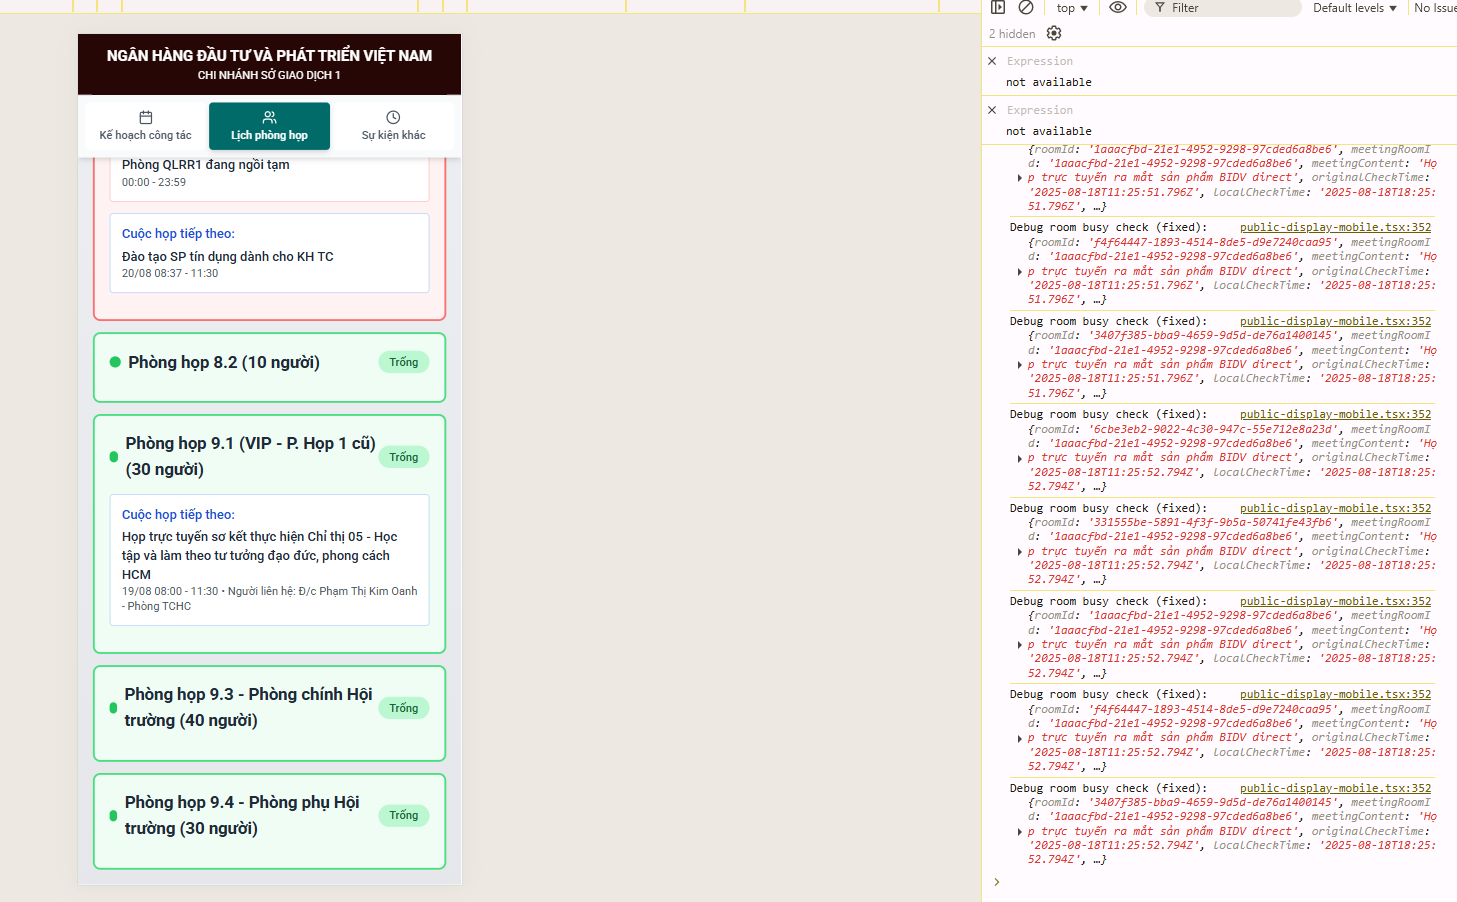 NGÂN HÀNG ĐẦU TƯ VÀ PHÁT TRIỂN VIỆT NAM
CHI NHÁNH SỞ GIAO DỊCH 1
Kế hoạch công tác
Lịch phòng họp
Sự kiện khác
Phòng QLRR1 đang ngồi tạm
00:00 - 23:59
Cuộc họp tiếp theo:
Đào tạo SP tín dụng dành cho KH TC
20/08 08:37 - 11:30
Phòng họp 8.2 (10 người)
Trống
Phòng họp 9.1 (VIP - P. Họp 1 cũ)
(30 người)
Trống
Cuộc họp tiếp theo:
Họp trực tuyến sơ kết thực hiện Chỉ thị 05 - Học
tập và làm theo tư tưởng đạo đức, phong cách
HCM
19/08 08:00 - 11:30 • Người liên hệ: Đ/c Phạm Thị Kim Oanh
- Phòng TCHC
Phòng họp 9.3 - Phòng chính Hội
trường (40 người)
Trống
Phòng họp 9.4 - Phòng phụ Hội
trường (30 người)
Trống
top
Filter
Default levels
No Issue
2 hidden
Expression
not available
Expression
not available
{roomId: '1aaacfbd-21e1-4952-9298-97cded6a8be6', meetingRoomI
d: '1aaacfbd-21e1-4952-9298-97cded6a8be6', meetingContent: 'Họ
p trực tuyến ra mắt sản phẩm BIDV direct', originalCheckTime:
'2025-08-18T11:25:51.796Z', localCheckTime: '2025-08-18T18:25:
51.796Z', …}
Debug room busy check (fixed): public-display-mobile.tsx:352
{roomId: 'f4f64447-1893-4514-8de5-d9e7240caa95', meetingRoomI
d: '1aaacfbd-21e1-4952-9298-97cded6a8be6', meetingContent: 'Họ
p trực tuyến ra mắt sản phẩm BIDV direct', originalCheckTime:
'2025-08-18T11:25:51.796Z', localCheckTime: '2025-08-18T18:25:
51.796Z', …}
Debug room busy check (fixed): public-display-mobile.tsx:352
{roomId: '3407f385-bba9-4659-9d5d-de76a1400145', meetingRoomI
d: '1aaacfbd-21e1-4952-9298-97cded6a8be6', meetingContent: 'Họ
p trực tuyến ra mắt sản phẩm BIDV direct', originalCheckTime:
'2025-08-18T11:25:51.796Z', localCheckTime: '2025-08-18T18:25:
51.796Z', …}
Debug room busy check (fixed): public-display-mobile.tsx:352
{roomId: '6cbe3eb2-9022-4c30-947c-55e712e8a23d', meetingRoomI
d: '1aaacfbd-21e1-4952-9298-97cded6a8be6', meetingContent: 'Họ
p trực tuyến ra mắt sản phẩm BIDV direct', originalCheckTime:
'2025-08-18T11:25:52.794Z', localCheckTime: '2025-08-18T18:25:
52.794Z', …}
Debug room busy check (fixed): public-display-mobile.tsx:352
{roomId: '331555be-5891-4f3f-9b5a-50741fe43fb6', meetingRoomI
d: '1aaacfbd-21e1-4952-9298-97cded6a8be6', meetingContent: 'Họ
p trực tuyến ra mắt sản phẩm BIDV direct', originalCheckTime:
'2025-08-18T11:25:52.794Z', localCheckTime: '2025-08-18T18:25:
52.794Z', …}
Debug room busy check (fixed): public-display-mobile.tsx:352
{roomId: '1aaacfbd-21e1-4952-9298-97cded6a8be6', meetingRoomI
d: '1aaacfbd-21e1-4952-9298-97cded6a8be6', meetingContent: 'Họ
p trực tuyến ra mắt sản phẩm BIDV direct', originalCheckTime:
'2025-08-18T11:25:52.794Z', localCheckTime: '2025-08-18T18:25:
52.794Z', …}
Debug room busy check (fixed): public-display-mobile.tsx:352
{roomId: 'f4f64447-1893-4514-8de5-d9e7240caa95', meetingRoomI
d: '1aaacfbd-21e1-4952-9298-97cded6a8be6', meetingContent: 'Họ
p trực tuyến ra mắt sản phẩm BIDV direct', originalCheckTime:
'2025-08-18T11:25:52.794Z', localCheckTime: '2025-08-18T18:25:
52.794Z', …}
Debug room busy check (fixed): public-display-mobile.tsx:352
{roomId: '3407f385-bba9-4659-9d5d-de76a1400145', meetingRoomI
d: '1aaacfbd-21e1-4952-9298-97cded6a8be6', meetingContent: 'Họ
p trực tuyến ra mắt sản phẩm BIDV direct', originalCheckTime:
'2025-08-18T11:25:52.794Z', localCheckTime: '2025-08-18T18:25:
52.794Z', …}